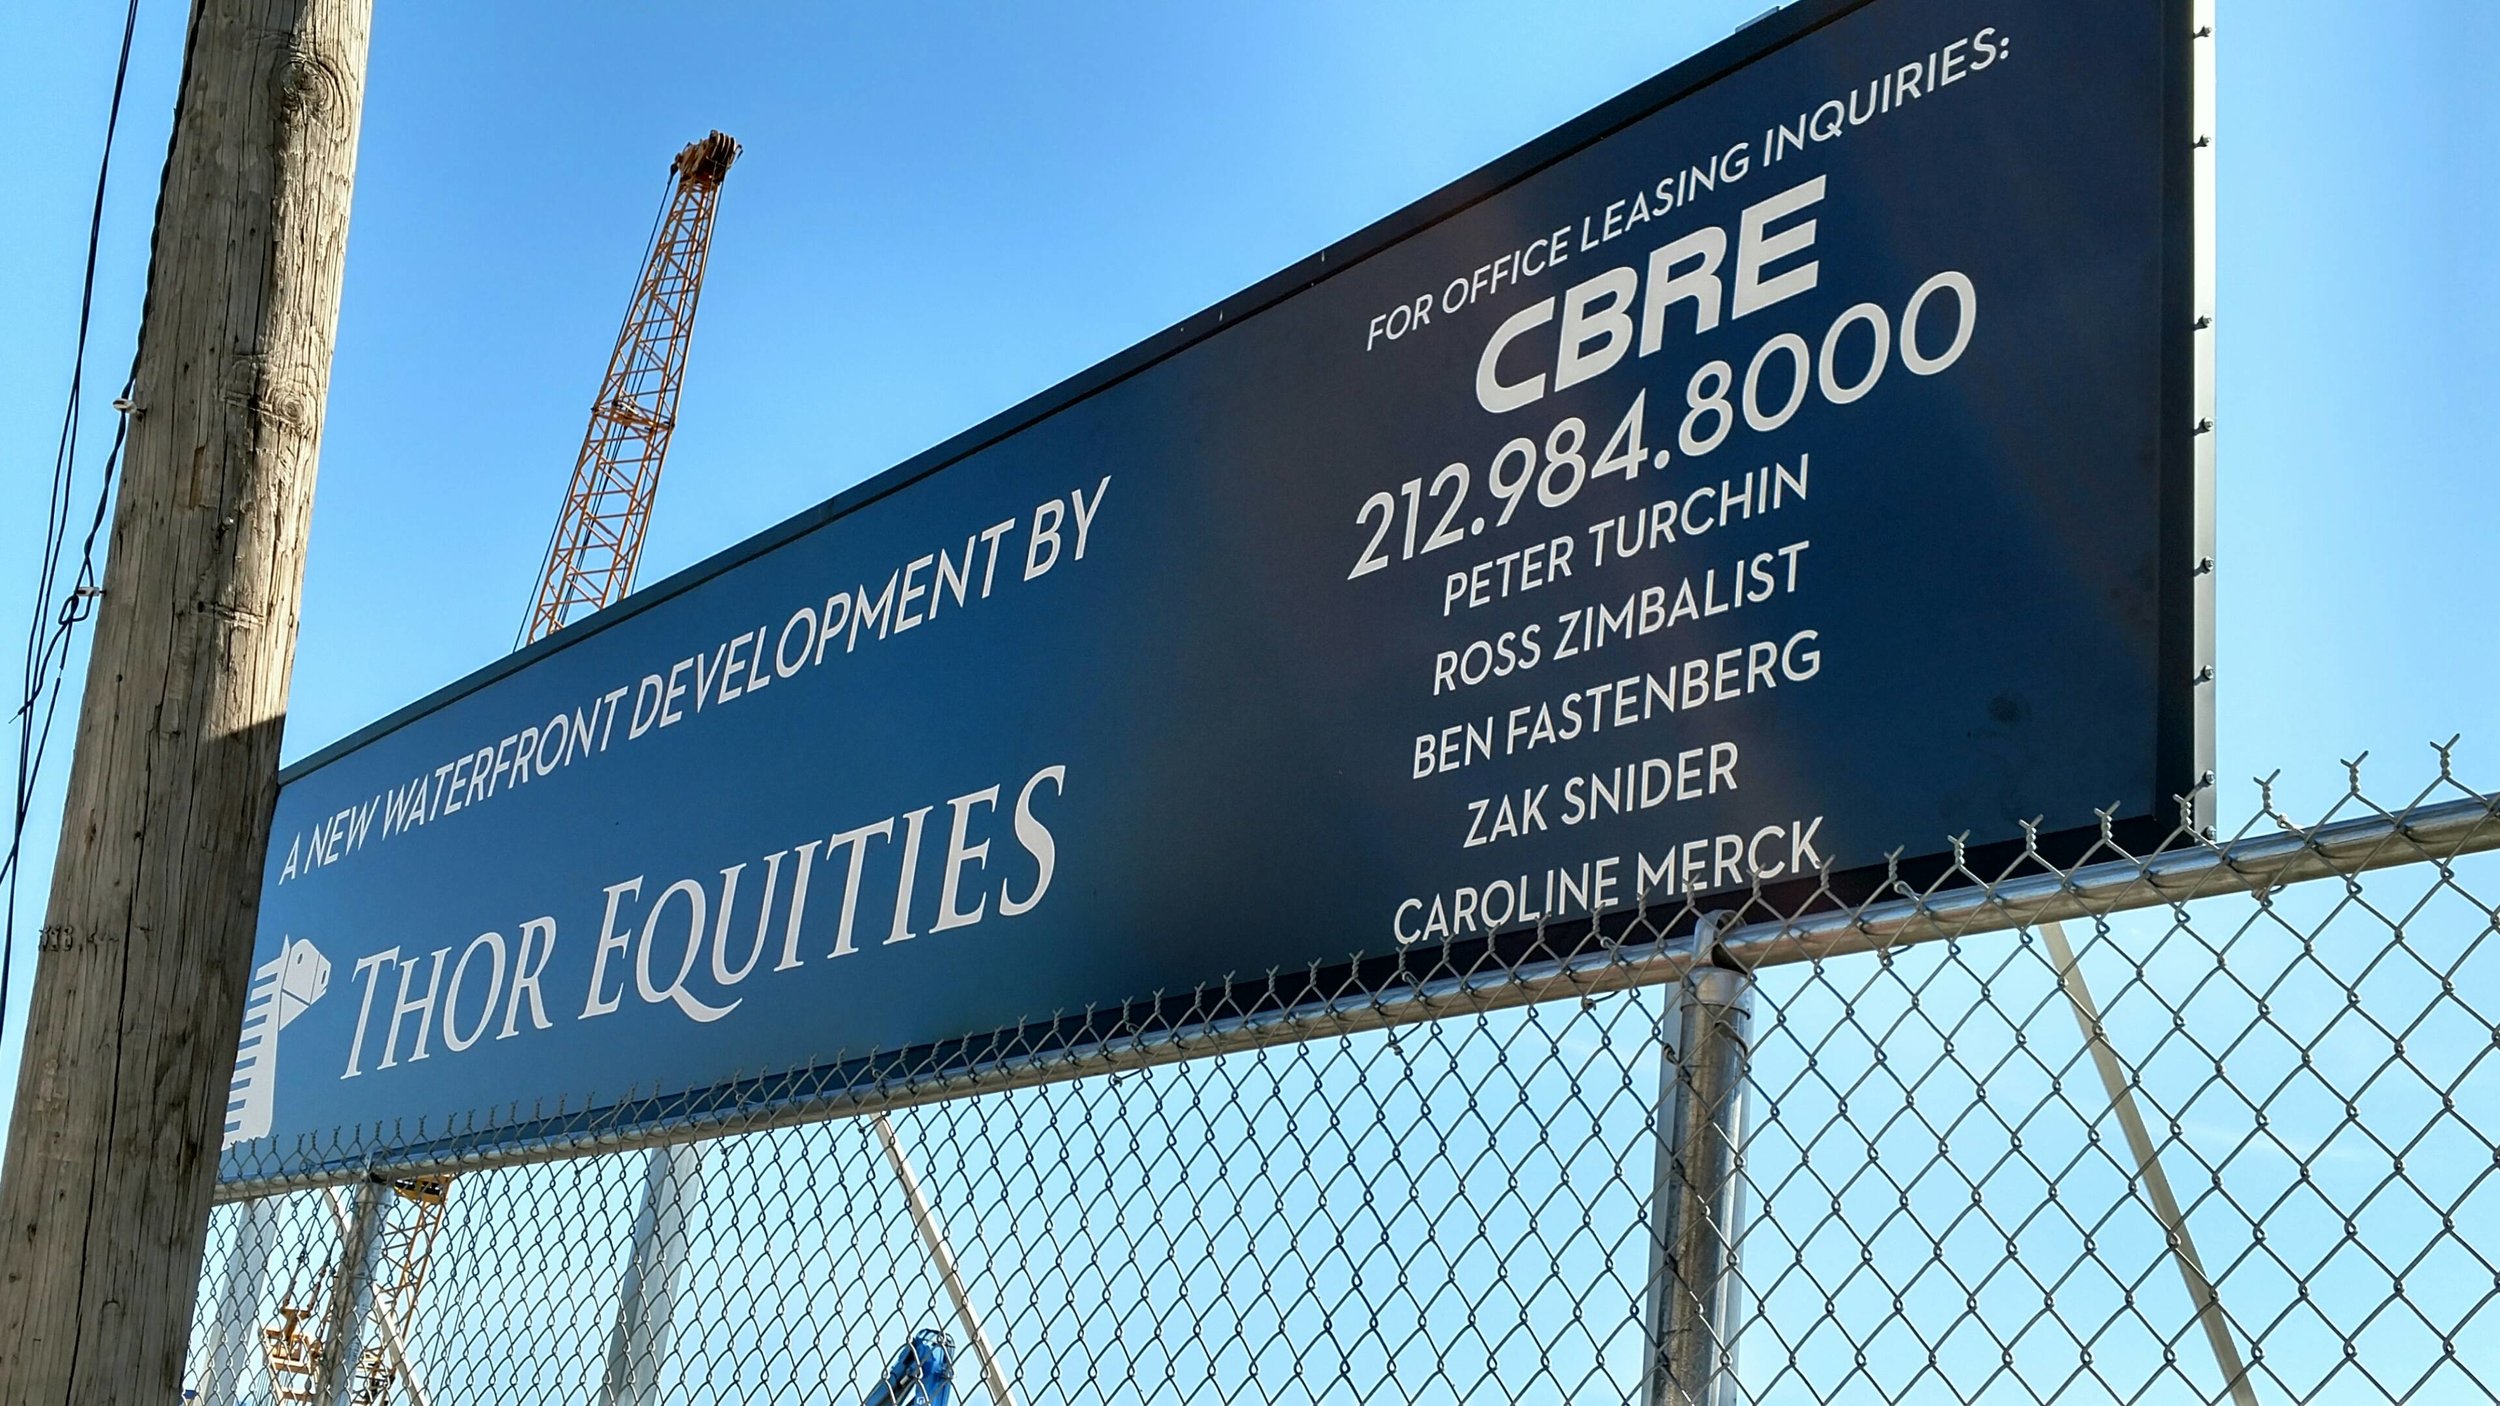 A NEW WATERFRONT DEVELOPMENT BY
THOR EQUITIES
FOR OFFICE LEASING INQUIRIES:
CBRE
212.984.8000
PETER TURCHIN
ROSS ZIMBALIST
BEN FASTENBERG
ZAK SNIDER
CAROLINE MERCK